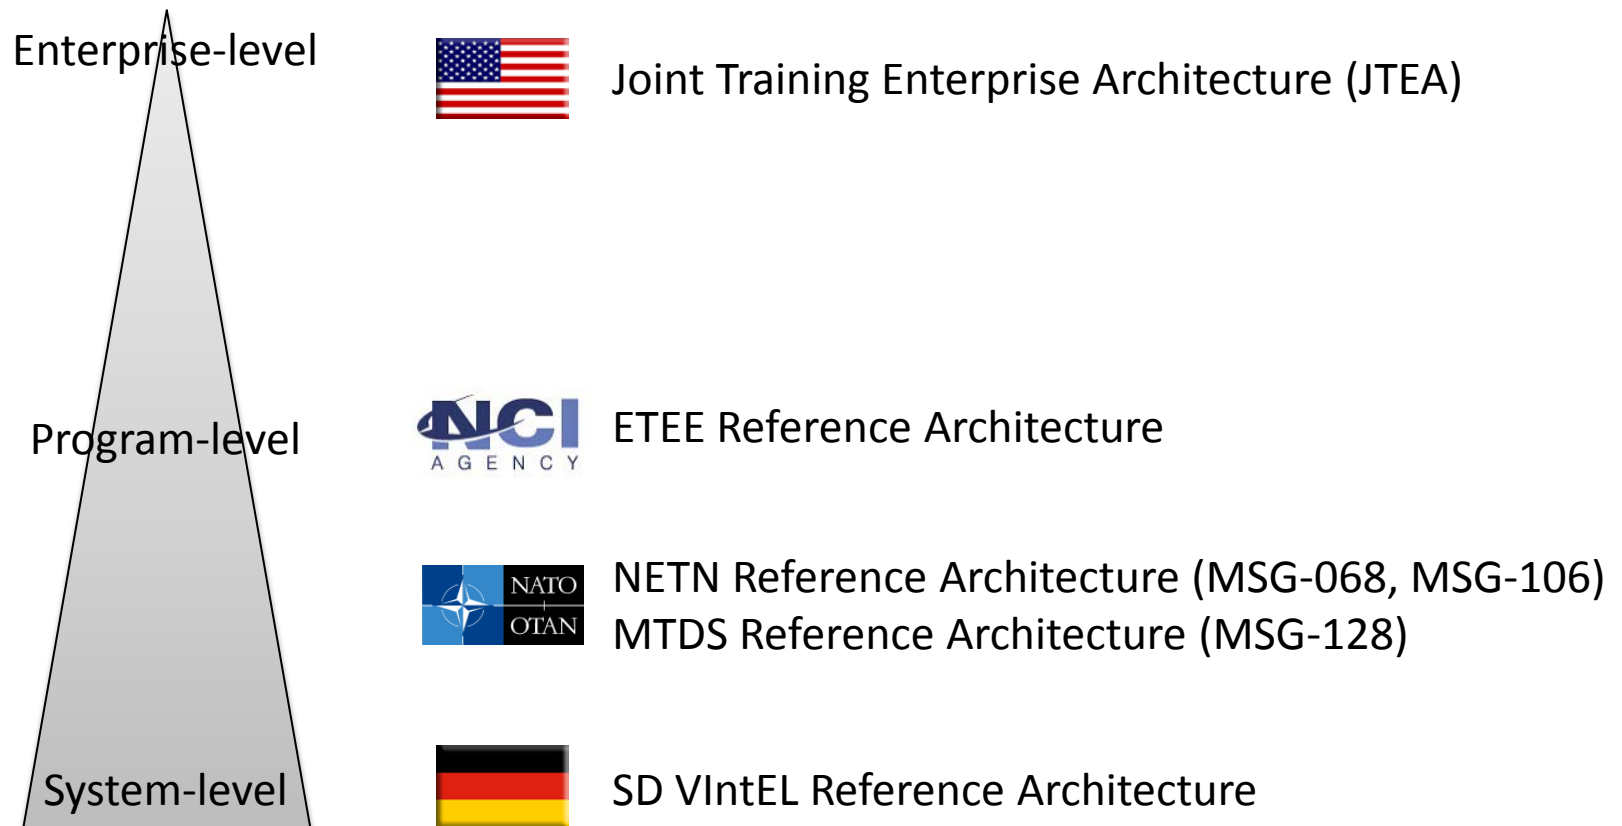 Enterprise-level
Joint Training Enterprise Architecture (JTEA)
Program-level
NCI
AGENCY
ETEE Reference Architecture
NATO
OTAN
NETN Reference Architecture (MSG-068, MSG-106)
MTDS Reference Architecture (MSG-128)
System-level
SD VIntEL Reference Architecture